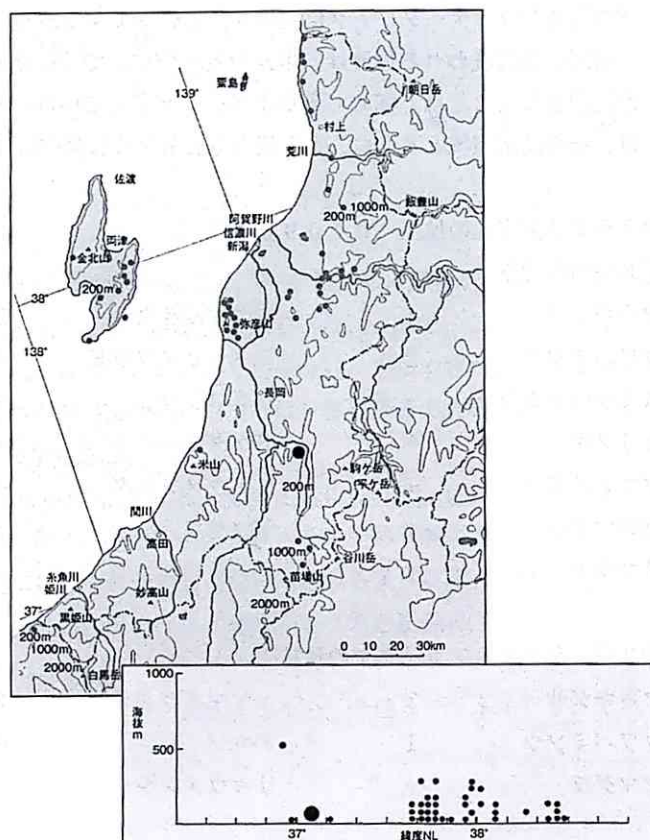 139°
粟島
朝日岳
村上
荒川
佐渡
1000m
飯豊山
200m
阿賀野川
信濃川
新潟
両津
金北山
200m
38°
弥彦山
138°
長岡
米山
駒ケ岳
平ケ岳
200m
関川
高田
1000m
谷川岳
苗場山
糸魚川
姫川
妙高山
2000m
37°
黒姫山
200m
1000m
2000m
白馬岳
0 10 20 30km
1000
海抜m
500
37°
38°
緯度NL